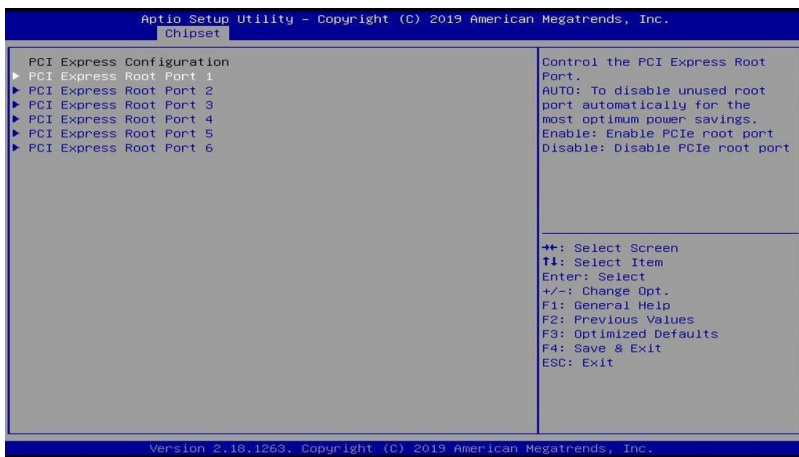 Aptio Setup Utility – Copyright (C) 2019 American Megatrends, Inc.
Chipset
PCI Express Configuration
PCI Express Root Port 1
PCI Express Root Port 2
PCI Express Root Port 3
PCI Express Root Port 4
PCI Express Root Port 5
PCI Express Root Port 6
Control the PCI Express Root
Port.
AUTO: To disable unused root
port automatically for the
most optimum power savings.
Enable: Enable PCIe root port
Disable: Disable PCIe root port
→←: Select Screen
↑↓: Select Item
Enter: Select
+/-: Change Opt.
F1: General Help
F2: Previous Values
F3: Optimized Defaults
F4: Save & Exit
ESC: Exit
Version 2.18.1263. Copyright (C) 2019 American Megatrends, Inc.